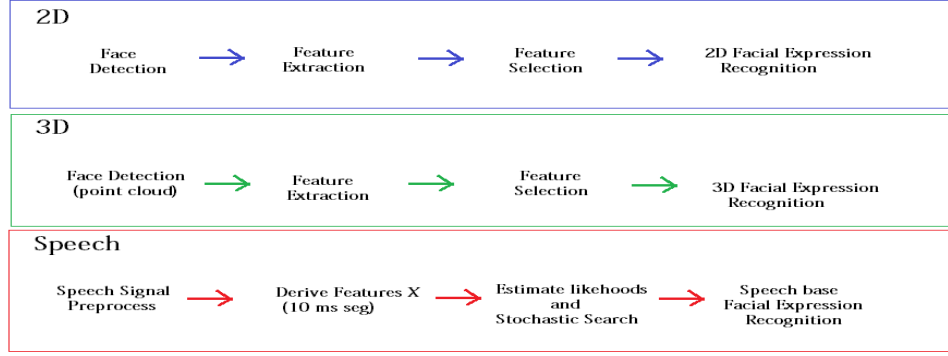 2D
Face
Detection
Feature
Extraction
Feature
Selection
2D Facial Expression
Recognition
3D
Face Detection
(point cloud)
Feature
Extraction
Feature
Selection
3D Facial Expression
Recognition
Speech
Speech Signal
Preprocess
Derive Features X
(10 ms seg)
Estimate likehoods
and
Stochastic Search
Speech base
Facial Expression
Recognition